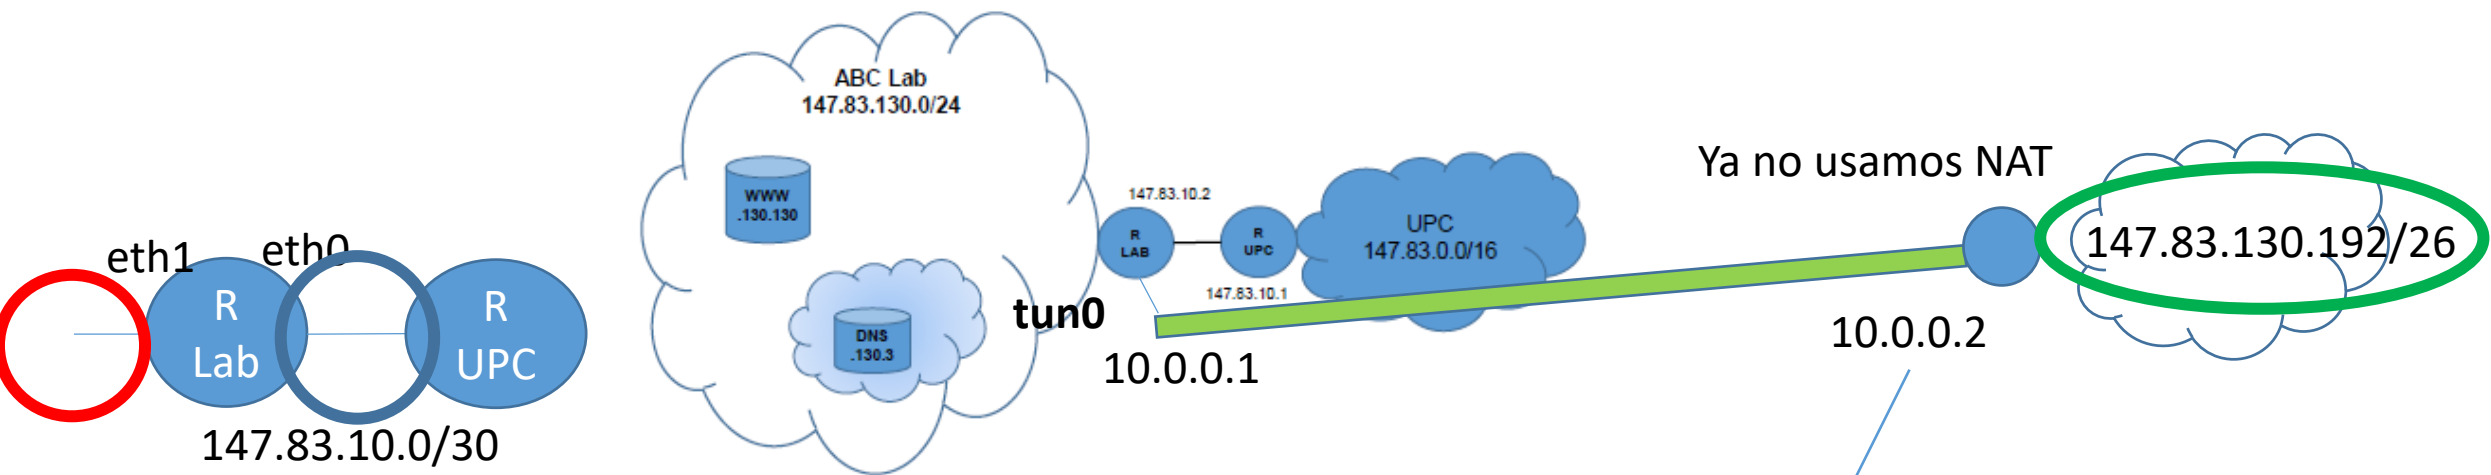 eth1
eth0
R
Lab
R
UPC
147.83.10.0/30
ABC Lab
147.83.130.0/24
WWW
.130.130
DNS
.130.3
147.83.10.2
R
LAB
R
UPC
147.83.10.1
UPC
147.83.0.0/16
tun0
10.0.0.1
Ya no usamos NAT
147.83.130.192/26
10.0.0.2